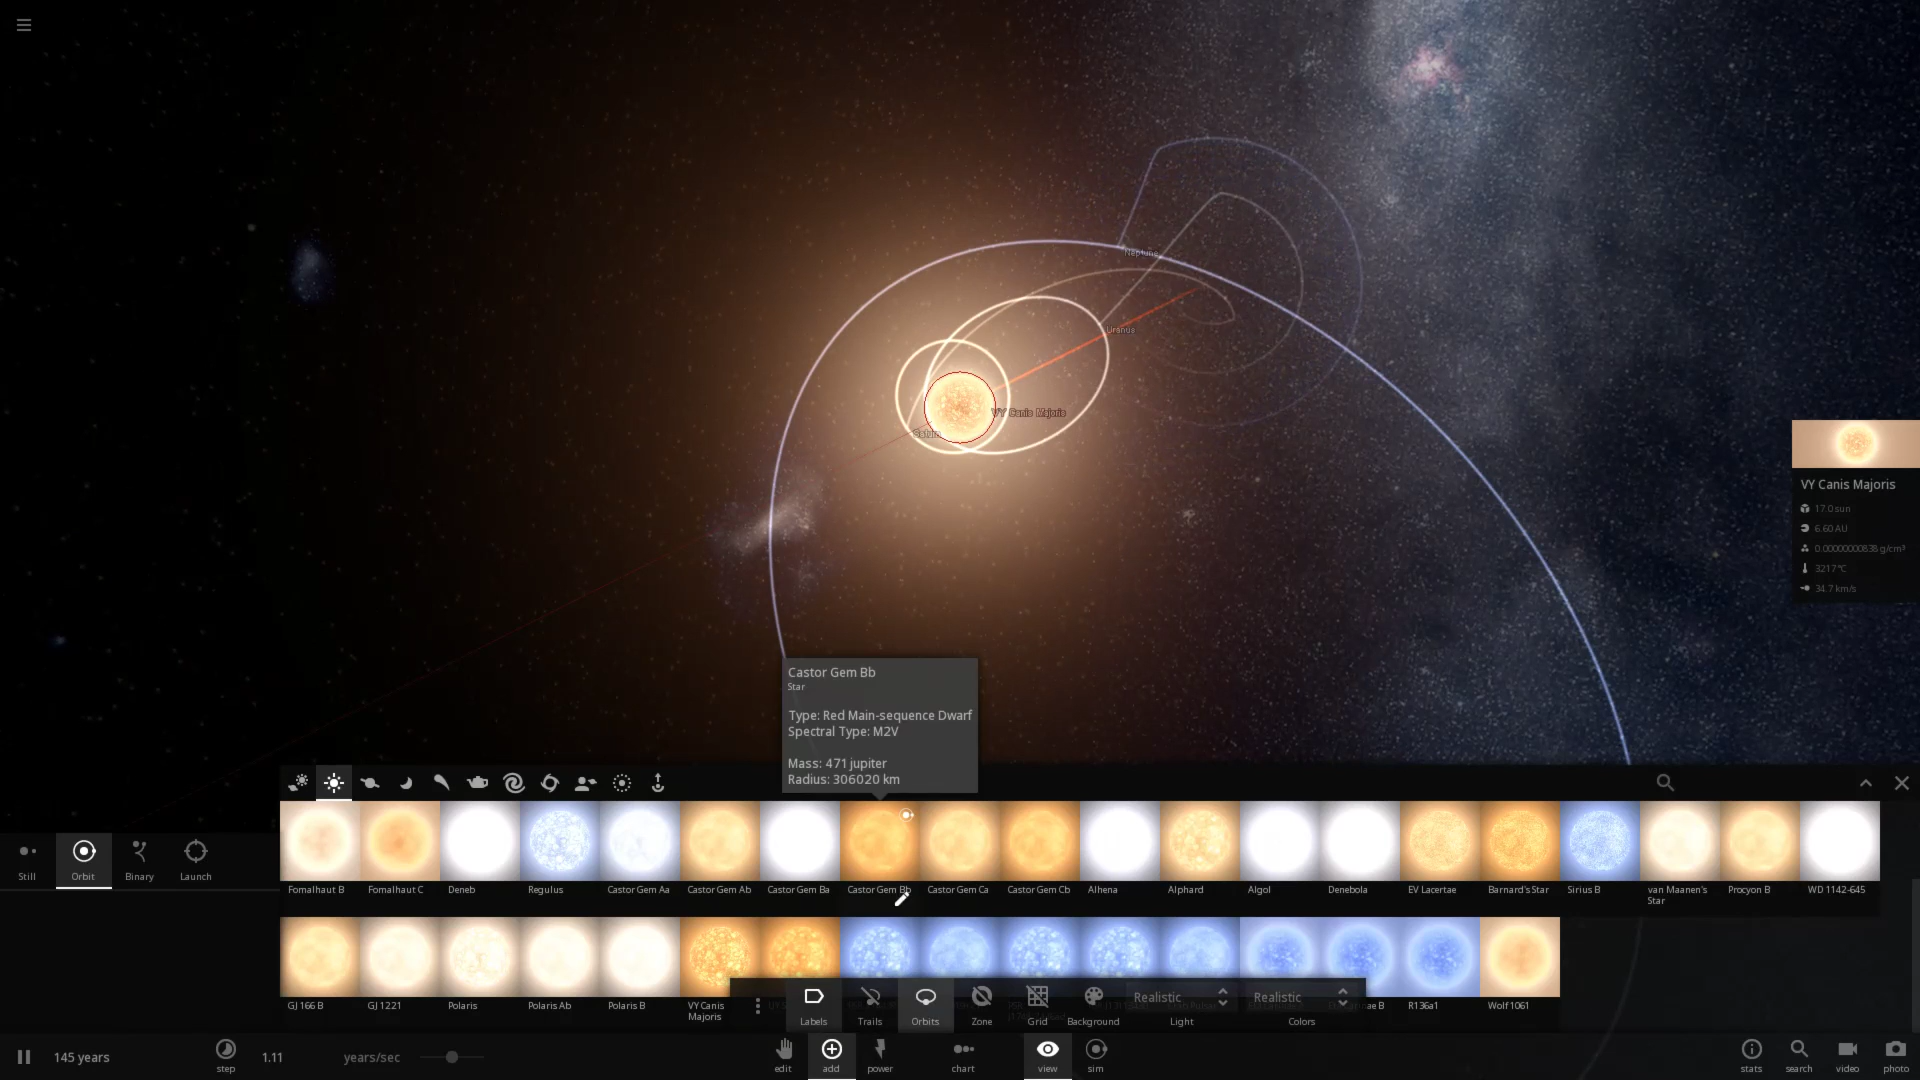 Neptune
Uranus
VY Canis Majoris
Saturn
VY Canis Majoris
17.0 sun
6.60 AU
0.00000000838 g/cm³
3217 °C
34.7 km/s
Castor Gem Bb
Star
Type: Red Main-sequence Dwarf
Spectral Type: M2V
Mass: 471 jupiter
Radius: 306020 km
Still
Orbit
Binary
Launch
Fomalhaut B
Fomalhaut C
Deneb
Regulus
Castor Gem Aa
Castor Gem Ab
Castor Gem Ba
Castor Gem Bb
Castor Gem Ca
Castor Gem Cb
Alhena
Alphard
Algol
Denebola
EV Lacertae
Barnard's Star
Sirius B
van Maanen's
Star
Procyon B
WD 1142-645
GJ 166 B
GJ 1221
Polaris
Polaris Ab
Polaris B
VY Canis
Majoris
R136a1
Wolf 1061
Labels
Trails
Orbits
Zone
Grid
Background
Realistic
Light
Realistic
Colors
145 years
step
1.11
years/sec
edit
add
power
chart
view
sim
stats
search
video
photo